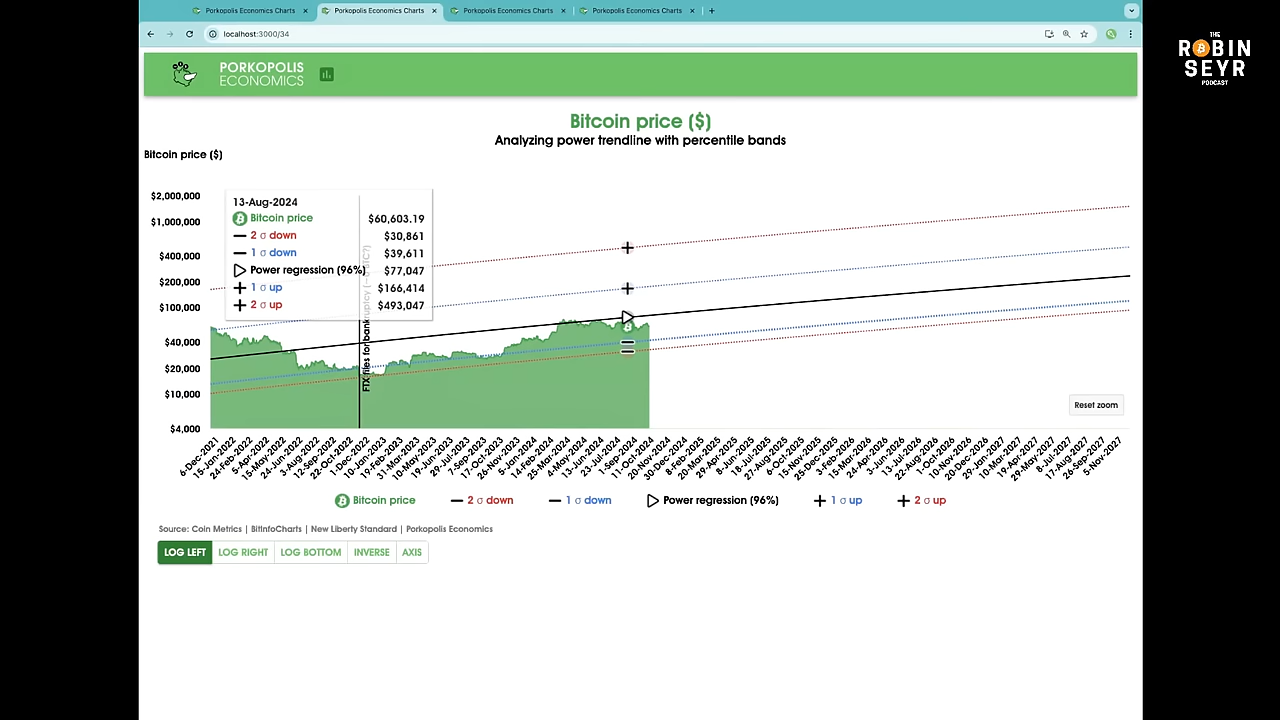 Porkopolis Economics Charts
Porkopolis Economics Charts
Porkopolis Economics Charts
Porkopolis Economics Charts
localhost:3000/34
THE
ROBIN
SEYR
PODCAST
PORKOPOLIS
ECONOMICS
Bitcoin price ($)
Analyzing power trendline with percentile bands
Bitcoin price ($)
$2,000,000
$1,000,000
$400,000
$200,000
$100,000
$40,000
$20,000
$10,000
$4,000
13-Aug-2024
Bitcoin price $60,603.19
2 σ down $30,861
1 σ down $39,611
Power regression (96%) $77,047
1 σ up $166,414
2 σ up $493,047
FTX files for bankruptcy
Reset zoom
6-Dec-2021
15-Jan-2022
24-Feb-2022
5-Apr-2022
15-May-2022
24-Jun-2022
3-Aug-2022
12-Sep-2022
22-Oct-2022
1-Dec-2022
10-Jan-2023
19-Feb-2023
31-Mar-2023
10-May-2023
19-Jun-2023
29-Jul-2023
7-Sep-2023
17-Oct-2023
26-Nov-2023
5-Jan-2024
14-Feb-2024
25-Mar-2024
4-May-2024
13-Jun-2024
23-Jul-2024
1-Sep-2024
11-Oct-2024
20-Nov-2024
30-Dec-2024
8-Feb-2025
20-Mar-2025
29-Apr-2025
8-Jun-2025
18-Jul-2025
27-Aug-2025
6-Oct-2025
15-Nov-2025
25-Dec-2025
3-Feb-2026
15-Mar-2026
24-Apr-2026
3-Jun-2026
13-Jul-2026
22-Aug-2026
1-Oct-2026
10-Nov-2026
20-Dec-2026
29-Jan-2027
10-Mar-2027
19-Apr-2027
29-May-2027
8-Jul-2027
17-Aug-2027
26-Sep-2027
5-Nov-2027
Bitcoin price
2 σ down
1 σ down
Power regression (96%)
1 σ up
2 σ up
Source: Coin Metrics | BitInfoCharts | New Liberty Standard | Porkopolis Economics
LOG LEFT
LOG RIGHT
LOG BOTTOM
INVERSE
AXIS